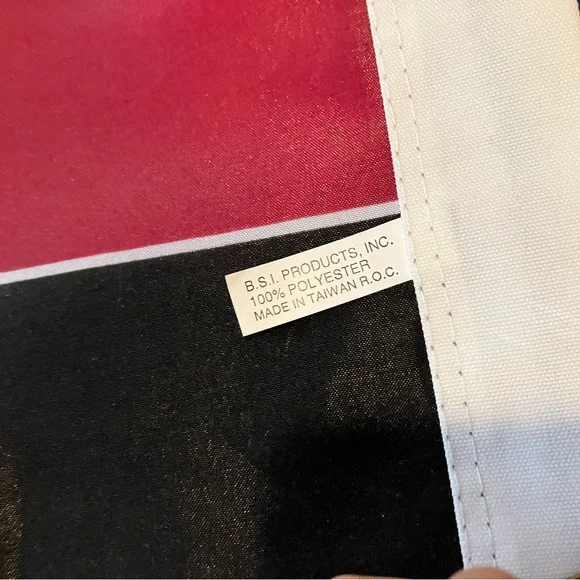 B.S.I. PRODUCTS, INC.
100% POLYESTER
MADE IN TAIWAN R.O.C.